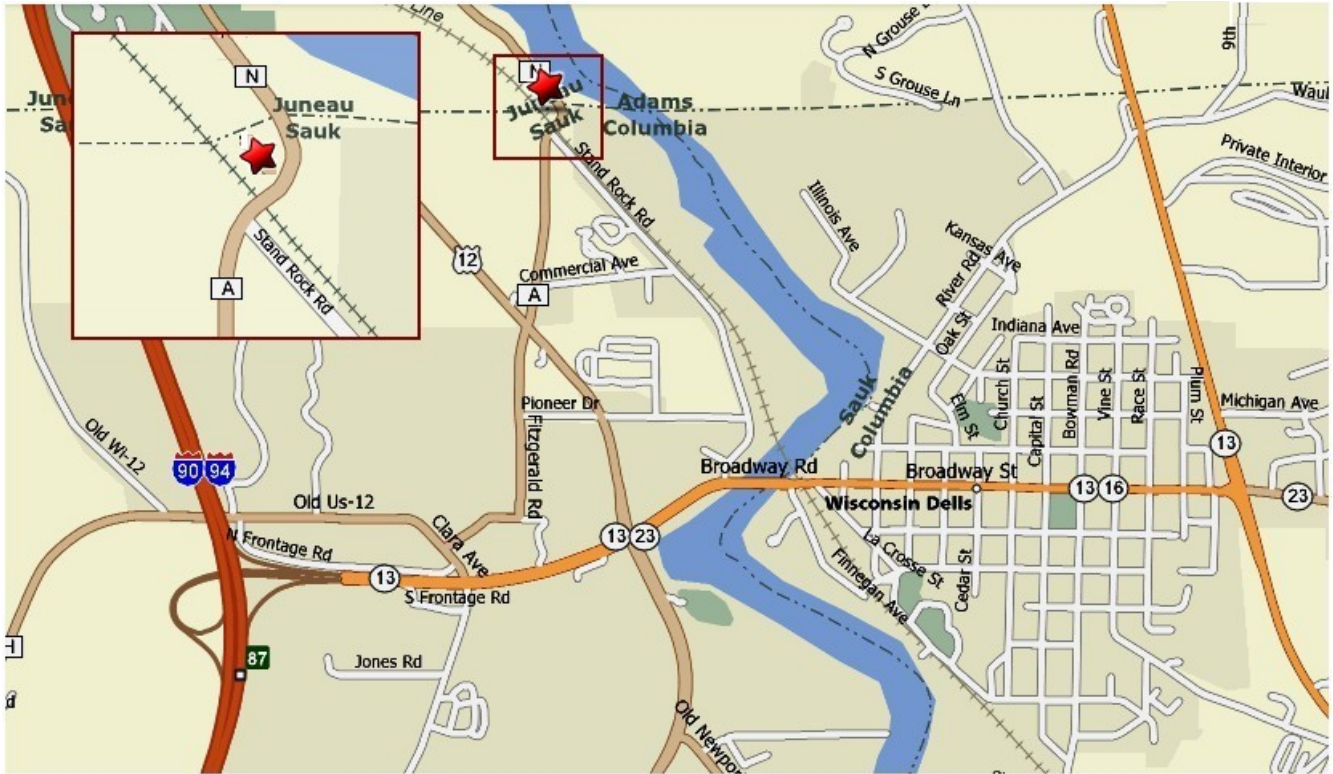 Line
N
Juneau
Sauk
Juneau
Sauk
A
Stand Rock Rd
N
Juneau
Sauk
Adams
Columbia
Stand Rock Rd
N Grouse
S Grouse Ln
9th
Private Interior
Illinois Ave
Kansas Ave
River Rd
12
Commercial Ave
A
Oak St
Indiana Ave
Sauk
Columbia
Elm St
Church St
Capital St
Bowman Rd
Vine St
Race St
Plum St
Michigan Ave
Pioneer Dr
Fitzgerald Rd
Old Wi-12
90 94
13
Broadway Rd
Broadway St
13 16
23
Wisconsin Dells
Old Us-12
Clara Ave
N Frontage Rd
13 23
13
S Frontage Rd
La Crosse St
Finnegan Ave
Cedar St
H
87
Jones Rd
d
Old Newpor